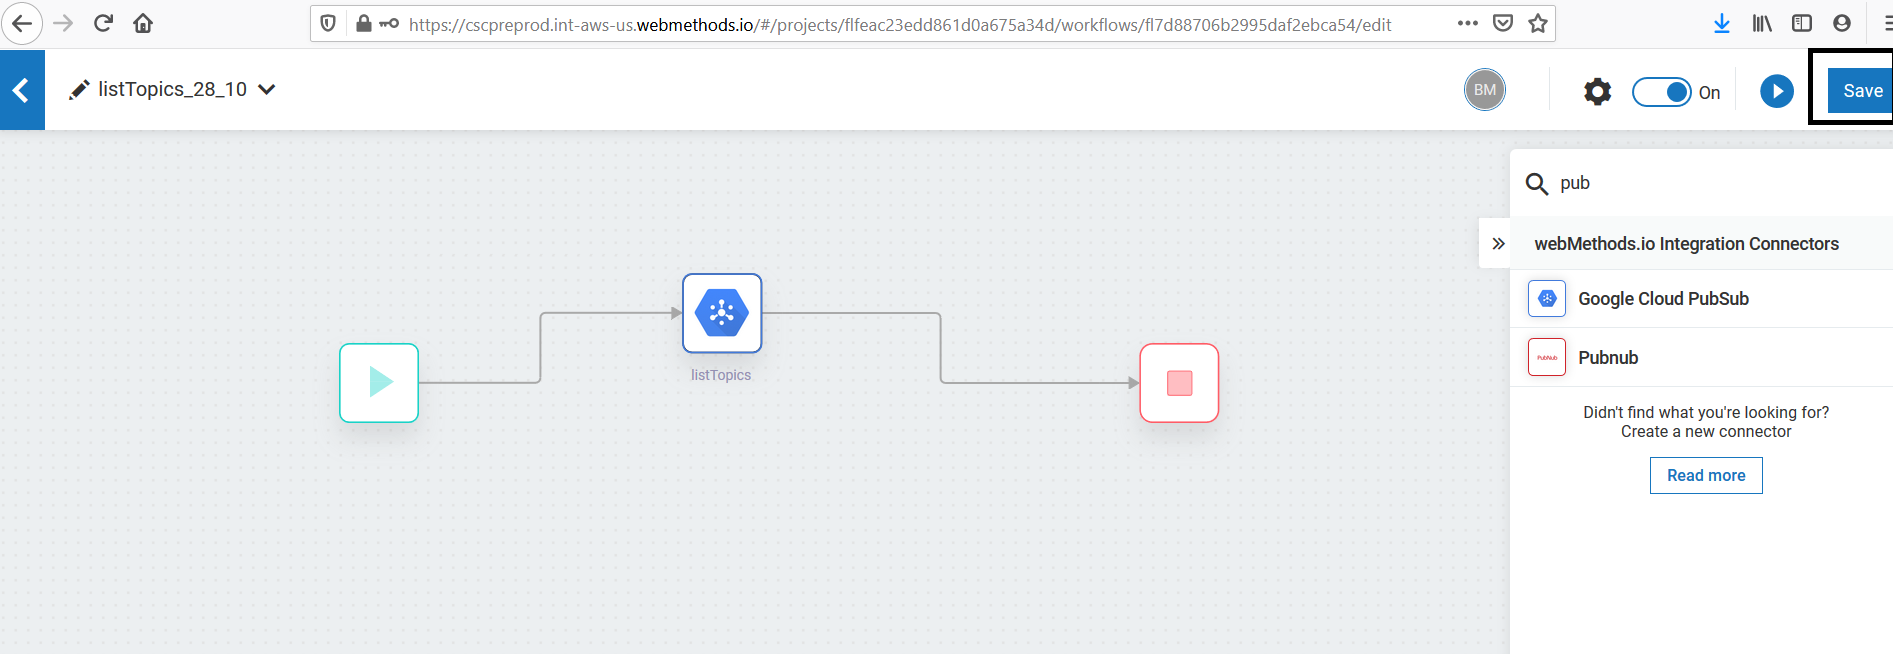 https://cscpreprod.int-aws-us.webmethods.io/#/projects/flfeac23edd861d0a675a34d/workflows/fl7d88706b2995daf2ebca54/edit
listTopics_28_10
BM
On
Save
pub
webMethods.io Integration Connectors
Google Cloud PubSub
PubNub
Pubnub
listTopics
Didn't find what you're looking for?
Create a new connector
Read more